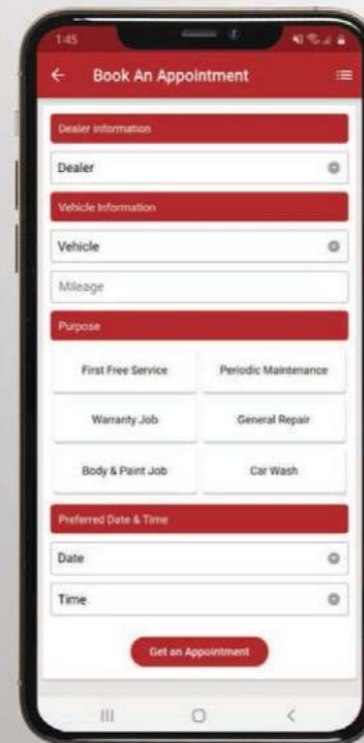 1:45
Book An Appointment
Dealer Information
Dealer
Vehicle Information
Vehicle
Mileage
Purpose
First Free Service Periodic Maintenance
Warranty Job General Repair
Body & Paint Job Car Wash
Preferred Date & Time
Date
Time
Get an Appointment